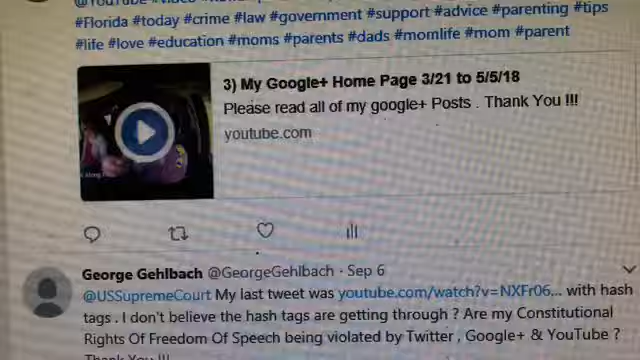 @YouTube
#Florida #today #crime #law #government #support #advice #parenting #tips
#life #love #education #moms #parents #dads #momlife #mom #parent
3) My Google+ Home Page 3/21 to 5/5/18
Please read all of my google+ Posts . Thank You !!!
youtube.com
George Gehlbach @GeorgeGehlbach · Sep 6
@USSupremeCourt My last tweet was youtube.com/watch?v=NXFr06... with hash
tags . I don't believe the hash tags are getting through ? Are my Constitutional
Rights Of Freedom Of Speech being violated by Twitter , Google+ & YouTube ?
Thank You !!!